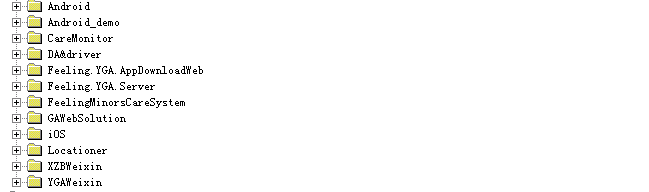 Android
Android_demo
CareMonitor
DA&driver
Feeling.YGA.AppDownloadWeb
Feeling.YGA.Server
FeelingMinorsCareSystem
GAWebSolution
iOS
Locationer
XZBWeixin
YGAWeixin